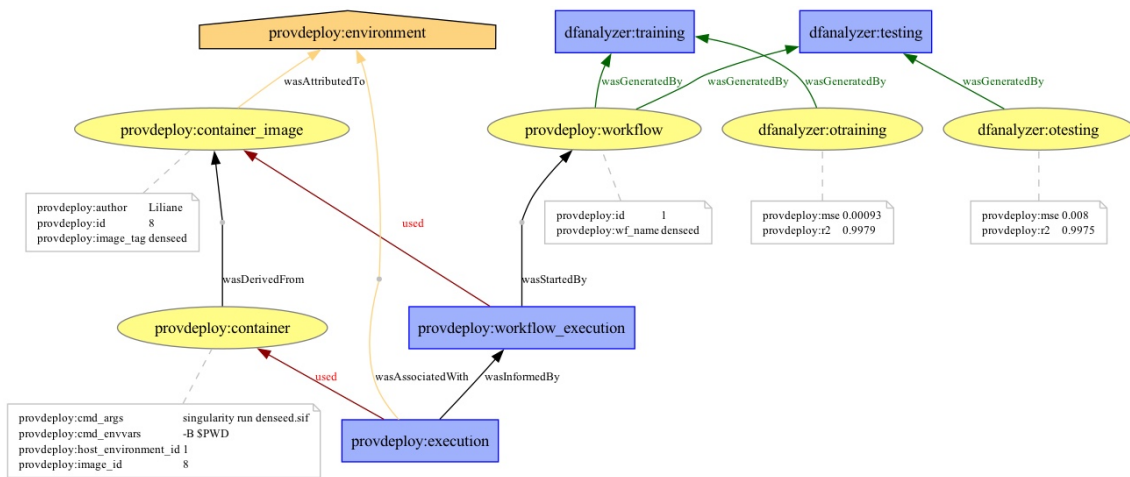 provdeploy:environment
dfanalyzer:training
dfanalyzer:testing
wasAttributedTo
wasGeneratedBy
wasGeneratedBy
wasGeneratedBy
wasGeneratedBy
provdeploy:container_image
provdeploy:workflow
dfanalyzer:otraining
dfanalyzer:otesting
provdeploy:author Liliane
provdeploy:id 8
provdeploy:image_tag denseed
used
provdeploy:id 1
provdeploy:wf_name denseed
provdeploy:mse 0.00093
provdeploy:r2 0.9979
provdeploy:mse 0.008
provdeploy:r2 0.9975
wasDerivedFrom
wasStartedBy
provdeploy:container
provdeploy:workflow_execution
used
wasAssociatedWith
wasInformedBy
provdeploy:cmd_args singularity run denseed.sif
provdeploy:cmd_envvars -B $PWD
provdeploy:host_environment_id 1
provdeploy:image_id 8
provdeploy:execution